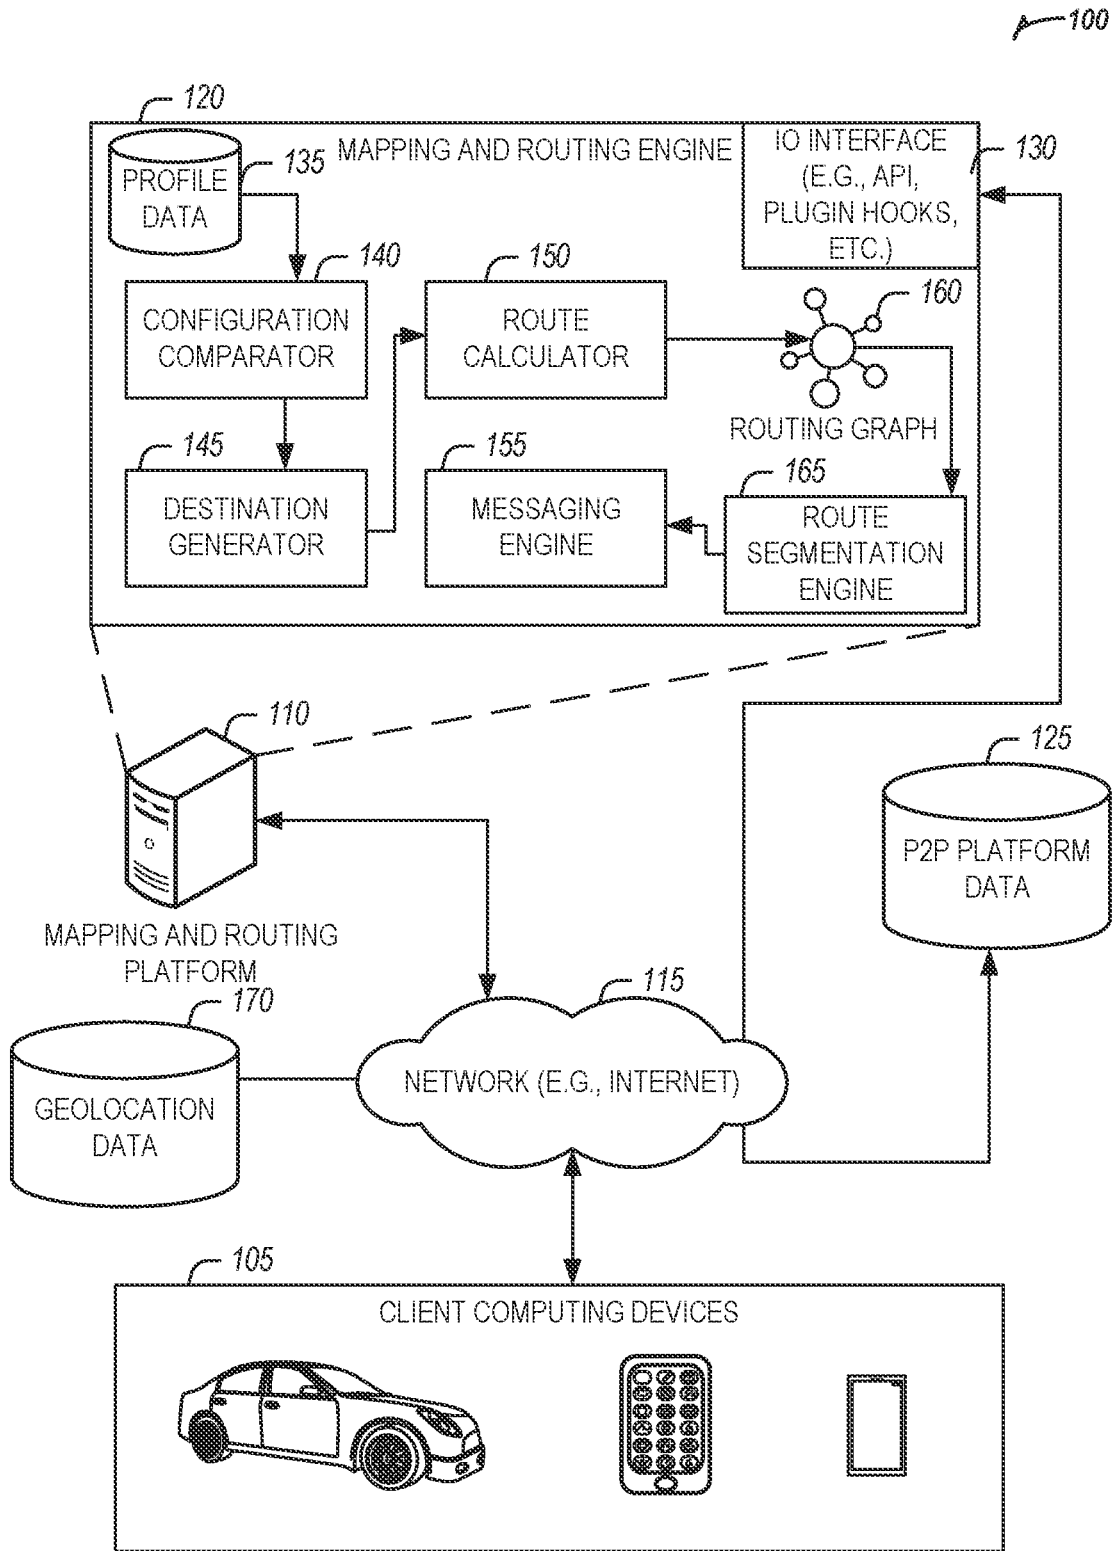 100
120
PROFILE
DATA
135
MAPPING AND ROUTING ENGINE
IO INTERFACE
(E.G., API,
PLUGIN HOOKS,
ETC.)
130
140
CONFIGURATION
COMPARATOR
150
ROUTE
CALCULATOR
160
ROUTING GRAPH
145
DESTINATION
GENERATOR
155
MESSAGING
ENGINE
165
ROUTE
SEGMENTATION
ENGINE
110
MAPPING AND ROUTING
PLATFORM
125
P2P PLATFORM
DATA
170
GEOLOCATION
DATA
115
NETWORK (E.G., INTERNET)
105
CLIENT COMPUTING DEVICES